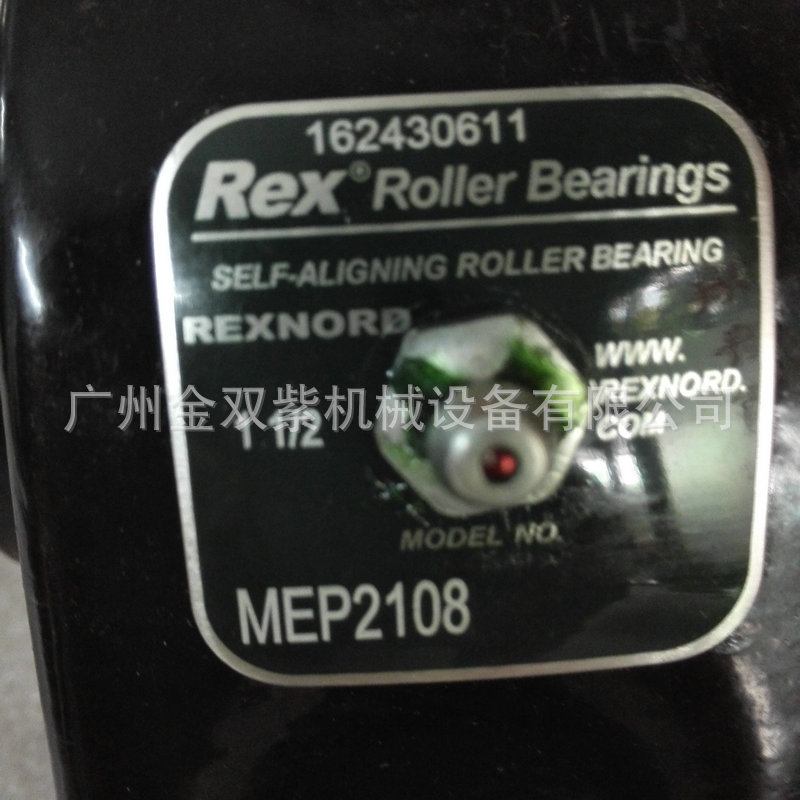 162430611
Rex® Roller Bearings
SELF-ALIGNING ROLLER BEARING
REXNORD
WWW.
REXNORD.
COM
广州金双紫机械设备有限公司
1 1/2
MODEL NO.
MEP2108